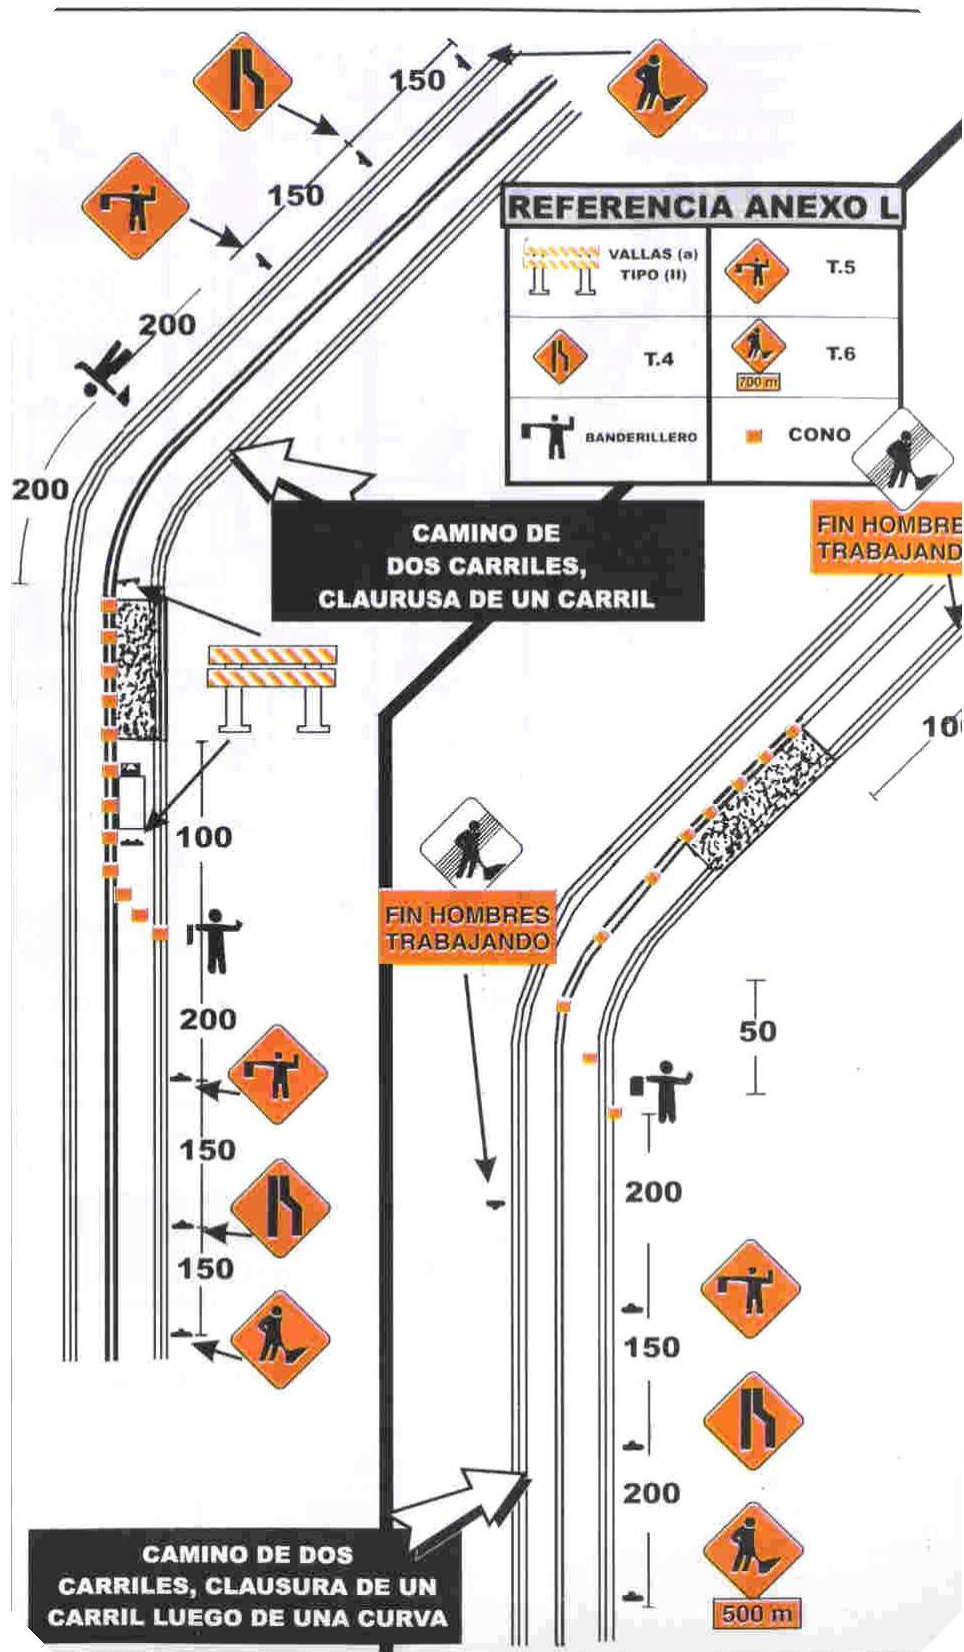 150
150
200
200
REFERENCIA ANEXO L
VALLAS (a)
TIPO (II)
T.5
T.4
T.6
700 m
BANDERILLERO
CONO
CAMINO DE
DOS CARRILES,
CLAURUSA DE UN CARRIL
FIN HOMBRE
TRABAJAND
100
100
FIN HOMBRES
TRABAJANDO
200
50
150
200
150
150
200
500 m
CAMINO DE DOS
CARRILES, CLAUSURA DE UN
CARRIL LUEGO DE UNA CURVA